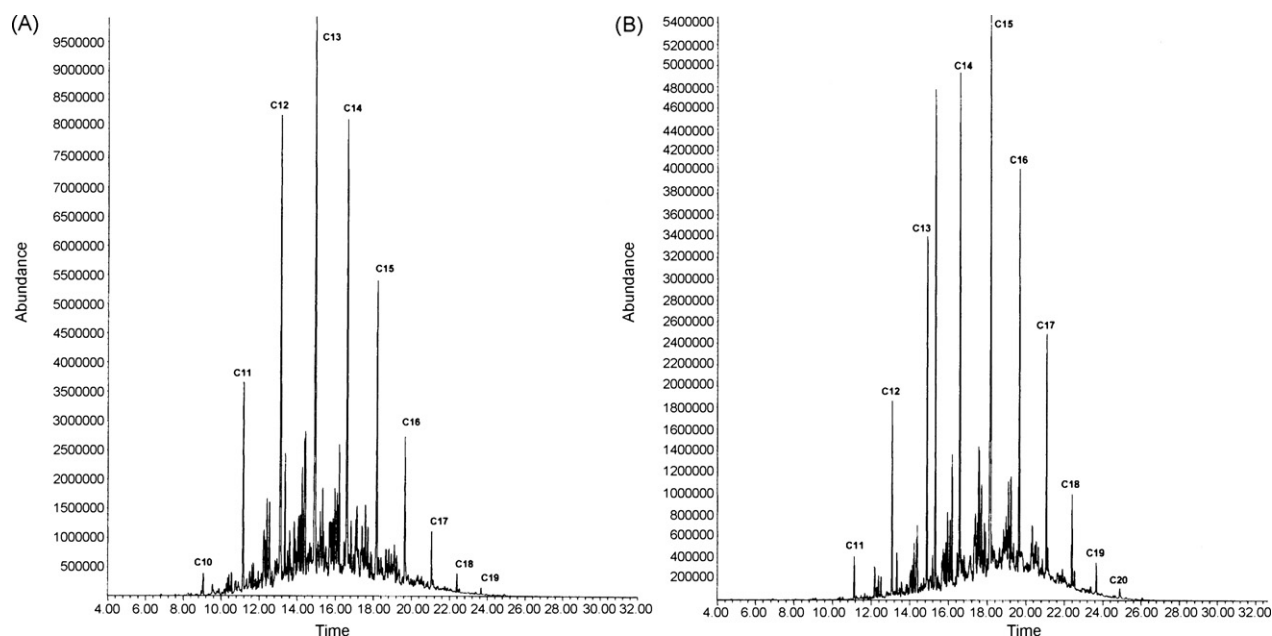 (A)
Abundance
9500000
9000000
8500000
8000000
7500000
7000000
6500000
6000000
5500000
5000000
4500000
4000000
3500000
3000000
2500000
2000000
1500000
1000000
500000
C10
C11
C12
C13
C14
C15
C16
C17
C18
C19
4.00 6.00 8.00 10.00 12.00 14.00 16.00 18.00 20.00 22.00 24.00 26.00 28.00 30.00 32.00
Time
(B)
Abundance
5400000
5200000
5000000
4800000
4600000
4400000
4200000
4000000
3800000
3600000
3400000
3200000
3000000
2800000
2600000
2400000
2200000
2000000
1800000
1600000
1400000
1200000
1000000
800000
600000
400000
200000
C11
C12
C13
C14
C15
C16
C17
C18
C19
C20
4.00 6.00 8.00 10.00 12.00 14.00 16.00 18.00 20.00 22.00 24.00 26.00 28.00 30.00 32.00
Time